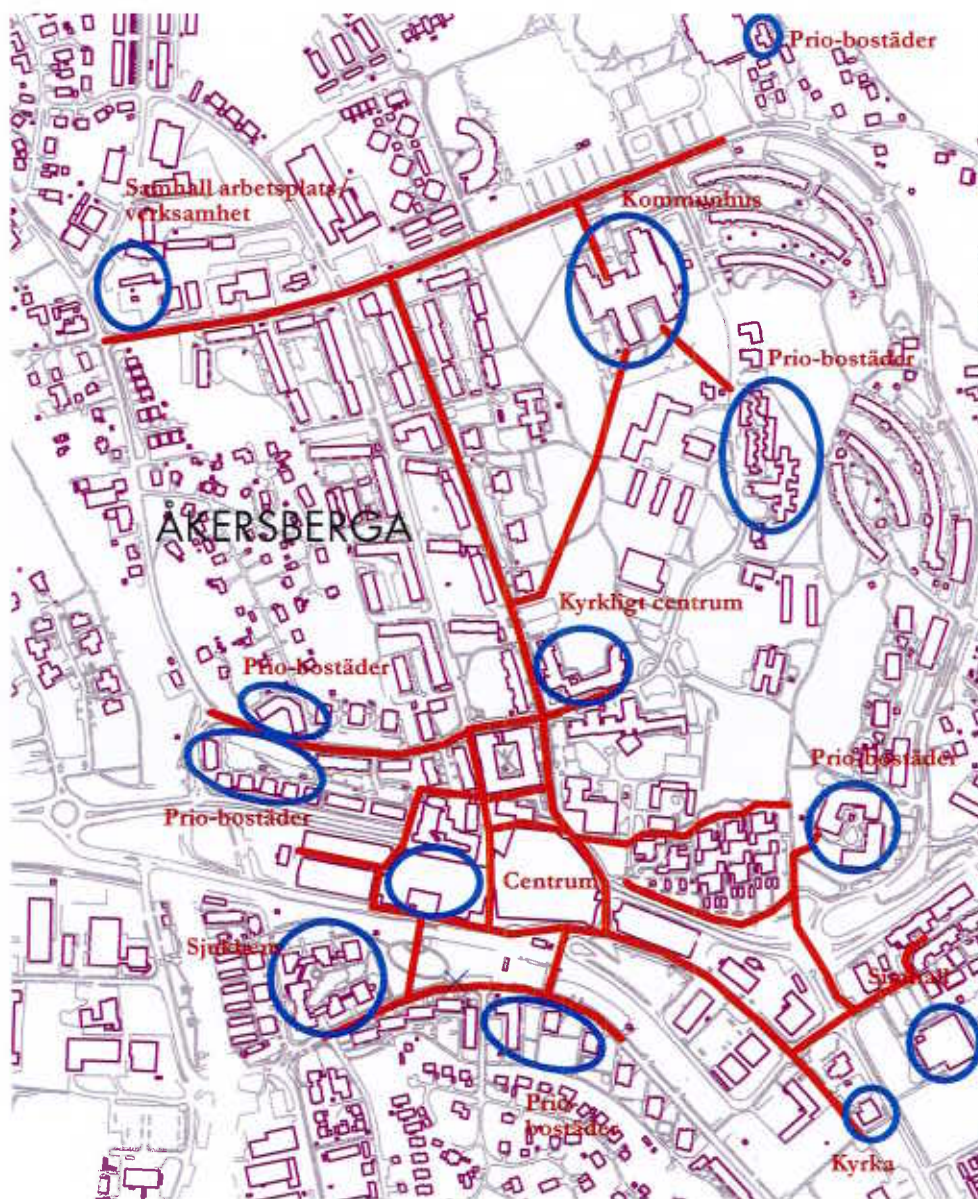 Prio-bostäder
Samhall arbetsplats/
verksamhet
Kommunhus
Prio-bostäder
ÅKERSBERGA
Kyrkligt centrum
Prio-bostäder
Prio-bostäder
Prio-bostäder
Centrum
Sjukhem
Simhall
Prio-
bostäder
Kyrka